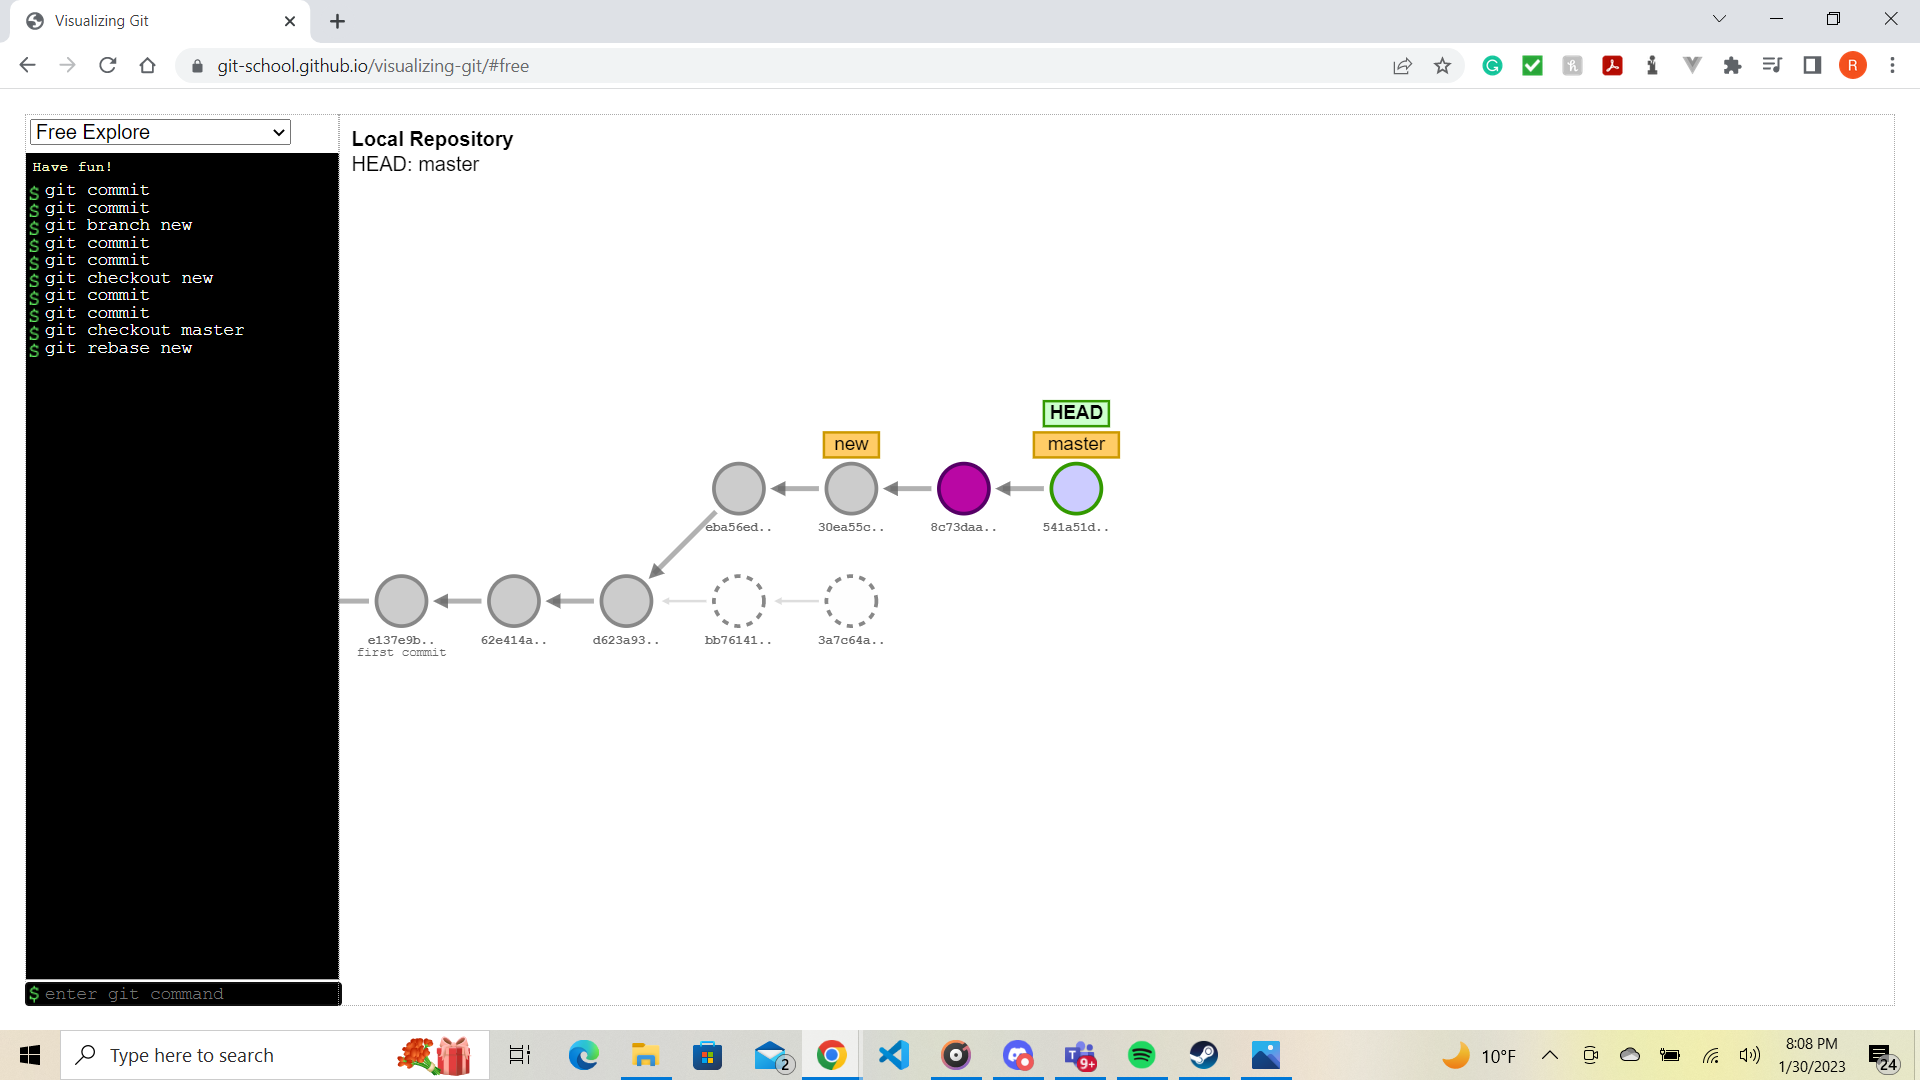 Visualizing Git
git-school.github.io/visualizing-git/#free
R
Free Explore
Have fun!
$ git commit
$ git commit
$ git branch new
$ git commit
$ git commit
$ git checkout new
$ git commit
$ git commit
$ git checkout master
$ git rebase new
$ enter git command
Local Repository
HEAD: master
HEAD
new
master
eba56ed..
30ea55c..
8c73daa..
541a51d..
e137e9b..
first commit
62e414a..
d623a93..
bb76141..
3a7c64a..
Type here to search
2
9+
10°F
8:08 PM
1/30/2023
24